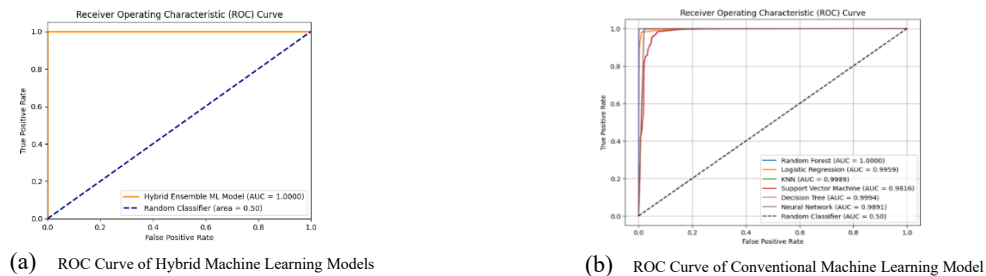 Receiver Operating Characteristic (ROC) Curve
1.0
0.8
0.6
0.4
0.2
0.0
True Positive Rate
Hybrid Ensemble ML Model (AUC = 1.0000)
Random Classifier (area = 0.50)
0.0 0.2 0.4 0.6 0.8 1.0
False Positive Rate
(a) ROC Curve of Hybrid Machine Learning Models
Receiver Operating Characteristic (ROC) Curve
1.0
0.8
0.6
0.4
0.2
0.0
True Positive Rate
Random Forest (AUC = 1.0000)
Logistic Regression (AUC = 0.9959)
KNN (AUC = 0.9989)
Support Vector Machine (AUC = 0.9816)
Decision Tree (AUC = 0.9994)
Neural Network (AUC = 0.9891)
Random Classifier (AUC = 0.50)
0.0 0.2 0.4 0.6 0.8 1.0
False Positive Rate
(b) ROC Curve of Conventional Machine Learning Model